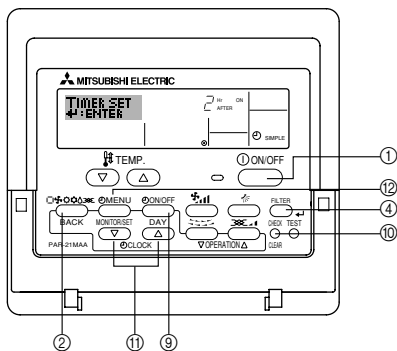 MITSUBISHI ELECTRIC
TIMER SET
↵:ENTER
2 Hr ON
AFTER
SIMPLE
TEMP.
ON/OFF
①
⑫
MENU
ON/OFF
FILTER
④
BACK
MONITOR/SET
DAY
CHECK TEST
⑩
PAR-21MAA
CLOCK
▽OPERATION△
CLEAR
② ⑪ ⑨